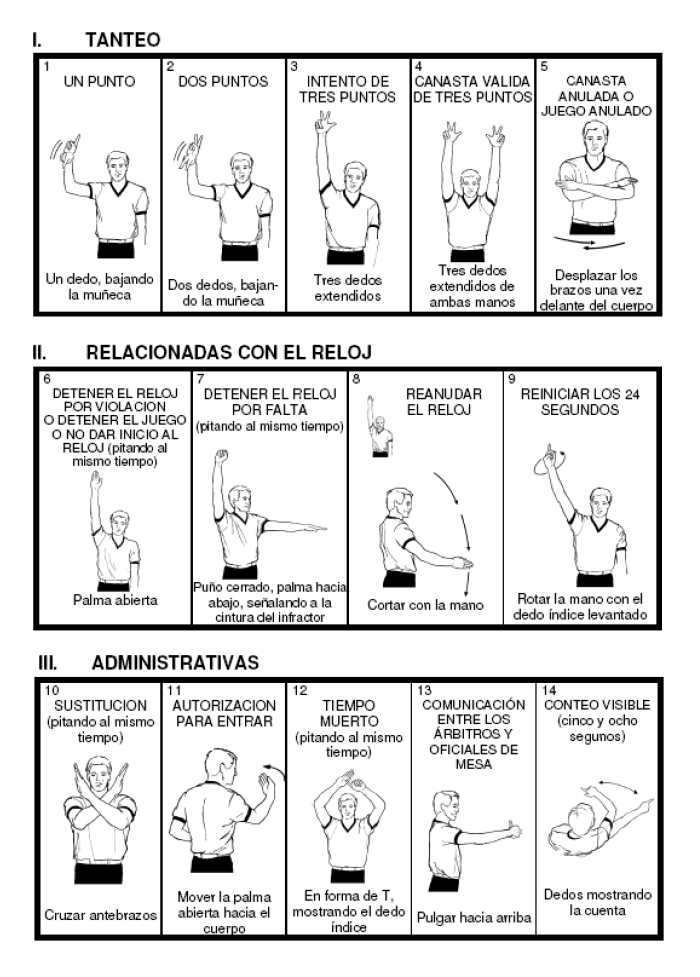 I. TANTEO
1
UN PUNTO
Un dedo, bajando
la muñeca
2
DOS PUNTOS
Dos dedos, bajan-
do la muñeca
3
INTENTO DE
TRES PUNTOS
Tres dedos
extendidos
4
CANASTA VALIDA
DE TRES PUNTOS
Tres dedos
extendidos de
ambas manos
5
CANASTA
ANULADA O
JUEGO ANULADO
Desplazar los
brazos una vez
delante del cuerpo
II. RELACIONADAS CON EL RELOJ
6
DETENER EL RELOJ
POR VIOLACION
O DETENER EL JUEGO
O NO DAR INICIO AL
RELOJ (pitando al
mismo tiempo)
Palma abierta
7
DETENER EL RELOJ
POR FALTA
(pitando al mismo tiempo)
Puño cerrado, palma hacia
abajo, señalando a la
cintura del infractor
8
REANUDAR
EL RELOJ
Cortar con la mano
9
REINICIAR LOS 24
SEGUNDOS
Rotar la mano con el
dedo índice levantado
III. ADMINISTRATIVAS
10
SUSTITUCION
(pitando al mismo
tiempo)
Cruzar antebrazos
11
AUTORIZACION
PARA ENTRAR
Mover la palma
abierta hacia el
cuerpo
12
TIEMPO
MUERTO
(pitando al mismo
tiempo)
En forma de T,
mostrando el dedo
índice
13
COMUNICACIÓN
ENTRE LOS
ÁRBITROS Y
OFICIALES DE
MESA
Pulgar hacia arriba
14
CONTEO VISIBLE
(cinco y ocho
segunos)
Dedos mostrando
la cuenta